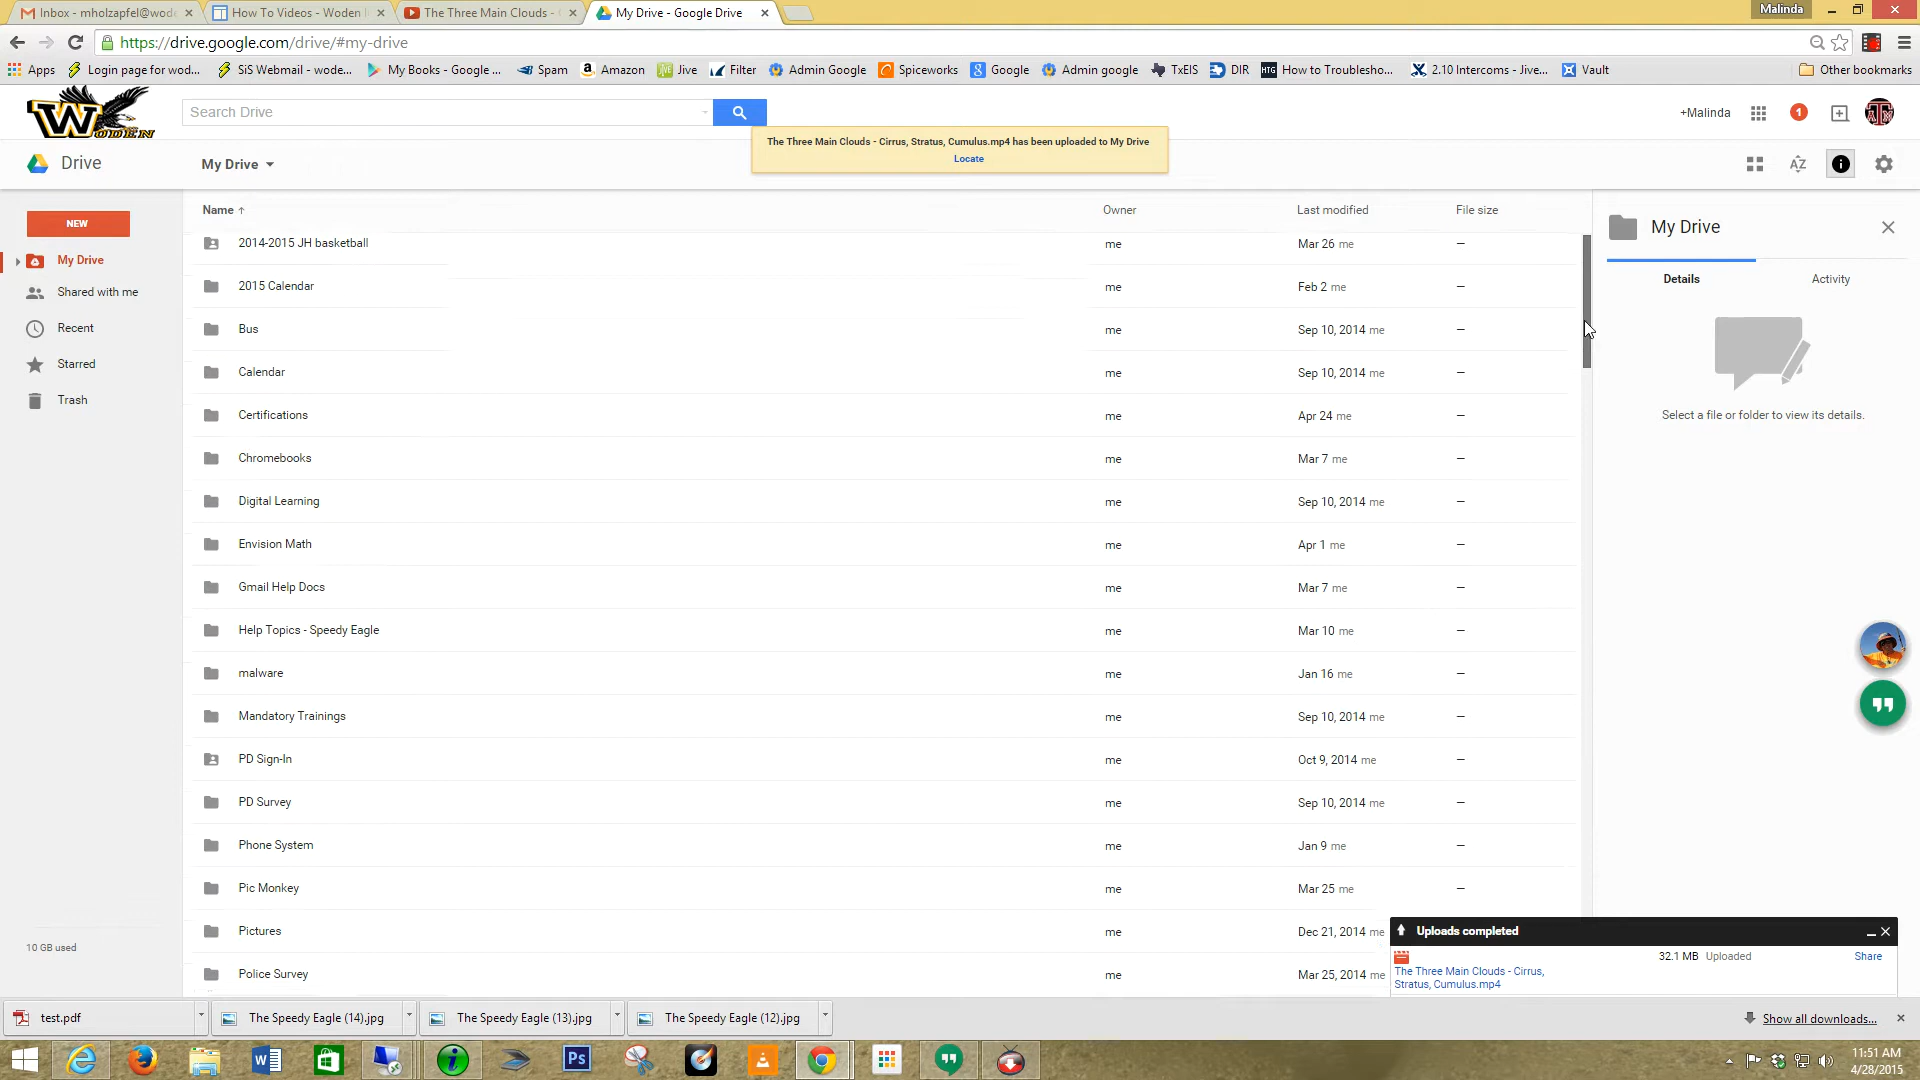 Inbox - mholzapfel@wode
How To Videos - Woden I
The Three Main Clouds -
My Drive - Google Drive
Malinda
https://drive.google.com/drive/#my-drive
Apps
Login page for wod...
SiS Webmail - wode...
My Books - Google ...
Spam
Amazon
Jive
Filter
Admin Google
Spiceworks
Google
Admin google
TxEIS
DIR
HTG How to Troublesho...
2.10 Intercoms - Jive...
Vault
Other bookmarks
WODEN
Search Drive
+Malinda
1
The Three Main Clouds - Cirrus, Stratus, Cumulus.mp4 has been uploaded to My Drive
Locate
Drive
My Drive
AZ
Name
Owner
Last modified
File size
NEW
My Drive
Shared with me
Recent
Starred
Trash
10 GB used
2014-2015 JH basketball me Mar 26 me —
2015 Calendar me Feb 2 me —
Bus me Sep 10, 2014 me —
Calendar me Sep 10, 2014 me —
Certifications me Apr 24 me —
Chromebooks me Mar 7 me —
Digital Learning me Sep 10, 2014 me —
Envision Math me Apr 1 me —
Gmail Help Docs me Mar 7 me —
Help Topics - Speedy Eagle me Mar 10 me —
malware me Jan 16 me —
Mandatory Trainings me Sep 10, 2014 me —
PD Sign-In me Oct 9, 2014 me —
PD Survey me Sep 10, 2014 me —
Phone System me Jan 9 me —
Pic Monkey me Mar 25 me —
Pictures me Dec 21, 2014 me
Police Survey me Mar 25, 2014 me
My Drive
Details
Activity
Select a file or folder to view its details.
Uploads completed
The Three Main Clouds - Cirrus,
Stratus, Cumulus.mp4
32.1 MB Uploaded
Share
test.pdf
The Speedy Eagle (14).jpg
The Speedy Eagle (13).jpg
The Speedy Eagle (12).jpg
Show all downloads...
Ps
11:51 AM
4/28/2015